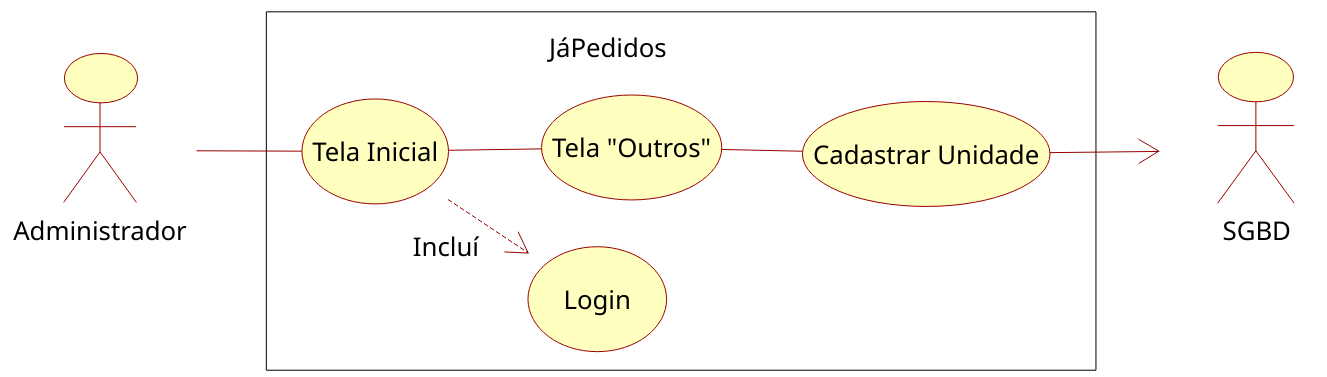 JáPedidos
Tela Inicial
Tela "Outros"
Cadastrar Unidade
Administrador
Incluí
SGBD
Login